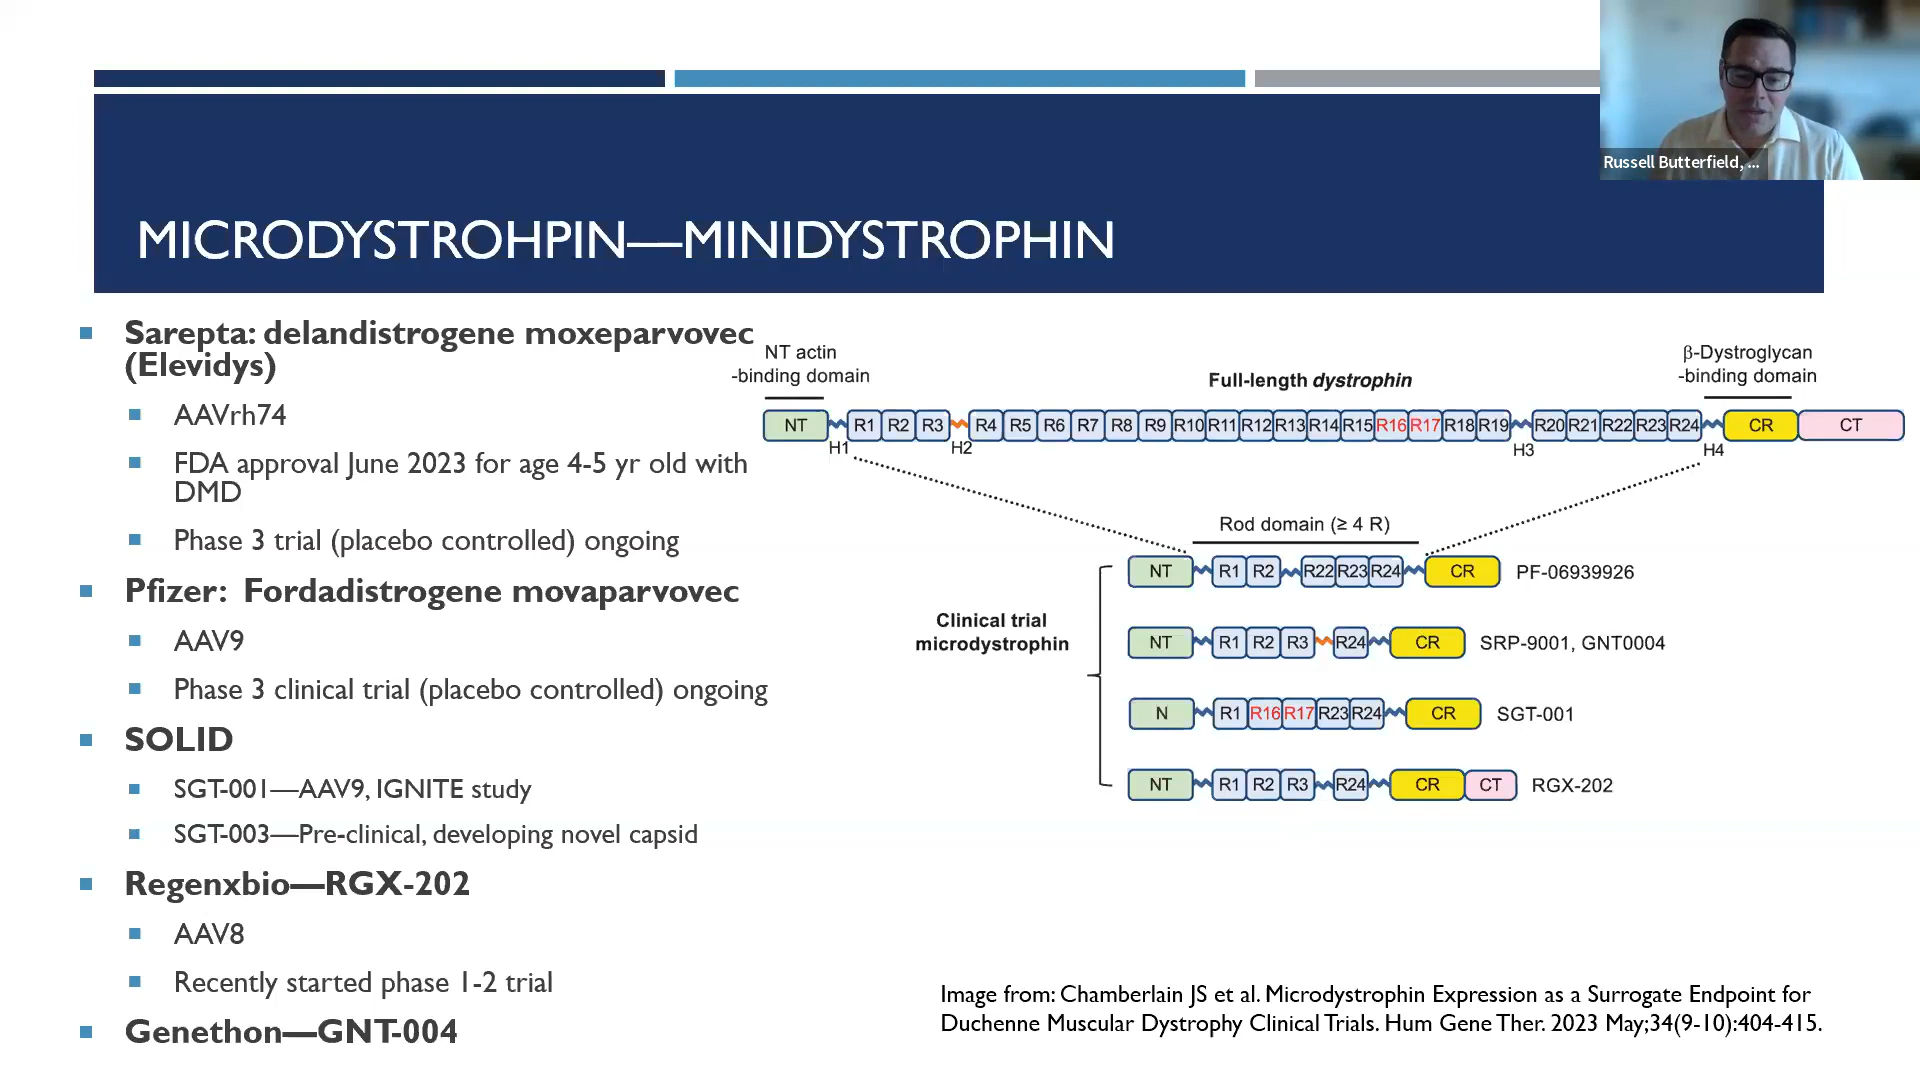 Russell Butterfield, ...
MICRODYSTROHPIN—MINIDYSTROPHIN
Sarepta: delandistrogene moxeparvovec
(Elevidys)
AAVrh74
FDA approval June 2023 for age 4-5 yr old with
DMD
Phase 3 trial (placebo controlled) ongoing
Pfizer: Fordadistrogene movaparvovec
AAV9
Phase 3 clinical trial (placebo controlled) ongoing
SOLID
SGT-001—AAV9, IGNITE study
SGT-003—Pre-clinical, developing novel capsid
Regenxbio—RGX-202
AAV8
Recently started phase 1-2 trial
Genethon—GNT-004
NT actin
-binding domain
Full-length dystrophin
β-Dystroglycan
-binding domain
NT R1 R2 R3 R4 R5 R6 R7 R8 R9 R10 R11 R12 R13 R14 R15 R16 R17 R18 R19 R20 R21 R22 R23 R24 CR CT
H1 H2 H3 H4
Rod domain (≥ 4 R)
NT R1 R2 R22 R23 R24 CR PF-06939926
Clinical trial
microdystrophin
NT R1 R2 R3 R24 CR SRP-9001, GNT0004
N R1 R16 R17 R23 R24 CR SGT-001
NT R1 R2 R3 R24 CR CT RGX-202
Image from: Chamberlain JS et al. Microdystrophin Expression as a Surrogate Endpoint for
Duchenne Muscular Dystrophy Clinical Trials. Hum Gene Ther. 2023 May;34(9-10):404-415.